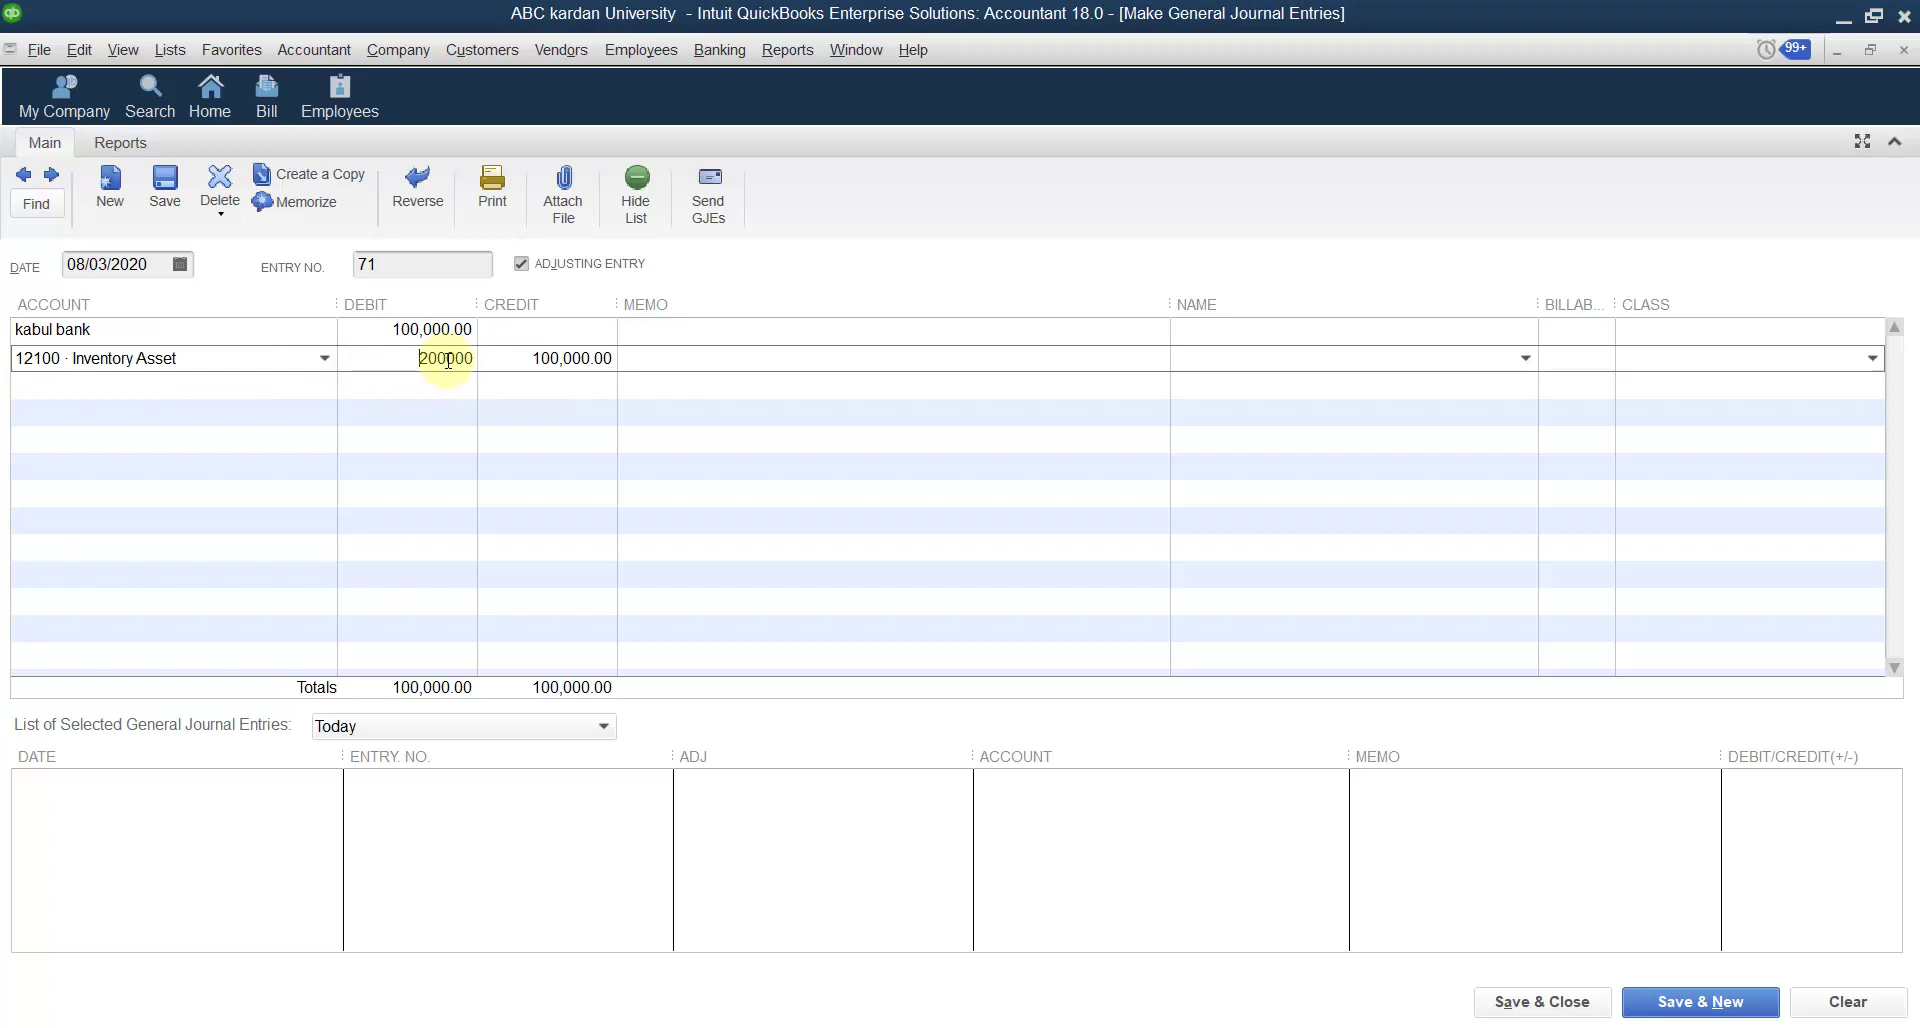 ABC kardan University - Intuit QuickBooks Enterprise Solutions: Accountant 18.0 - [Make General Journal Entries]
File Edit View Lists Favorites Accountant Company Customers Vendors Employees Banking Reports Window Help
99+
My Company Search Home Bill Employees
Main Reports
Find
New
Save
Delete
Create a Copy
Memorize
Reverse
Print
Attach
File
Hide
List
Send
GJEs
DATE 08/03/2020 ENTRY NO. 71 ADJUSTING ENTRY
ACCOUNT DEBIT CREDIT MEMO NAME BILLAB... CLASS
kabul bank 100,000.00
12100 · Inventory Asset 200000 100,000.00
Totals 100,000.00 100,000.00
List of Selected General Journal Entries: Today
DATE ENTRY. NO. ADJ ACCOUNT MEMO DEBIT/CREDIT(+/-)
Save & Close Save & New Clear